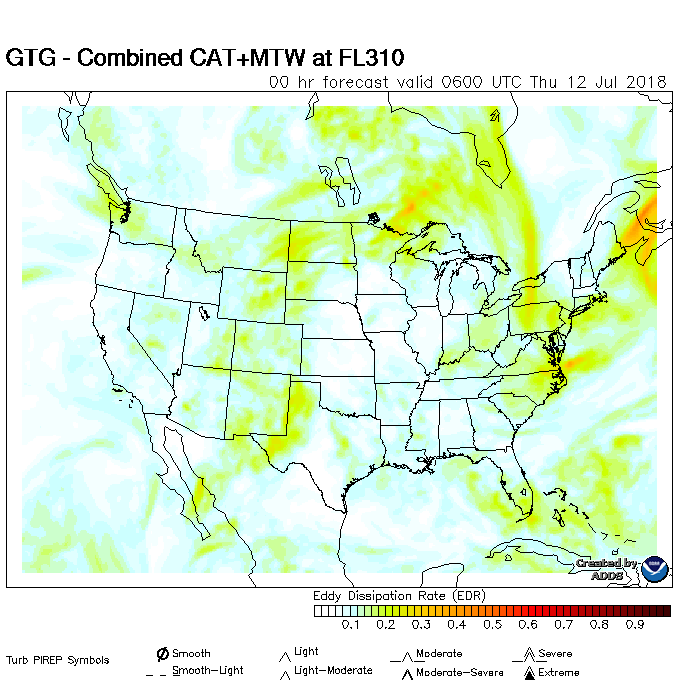 GTG - Combined CAT+MTW at FL310
00 hr forecast valid 0600 UTC Thu 12 Jul 2018
Created by
ADDS
Eddy Dissipation Rate (EDR)
0.1 0.2 0.3 0.4 0.5 0.6 0.7 0.8 0.9
Turb PIREP Symbols
Smooth Light Moderate Severe
Smooth-Light Light-Moderate Moderate-Severe Extreme